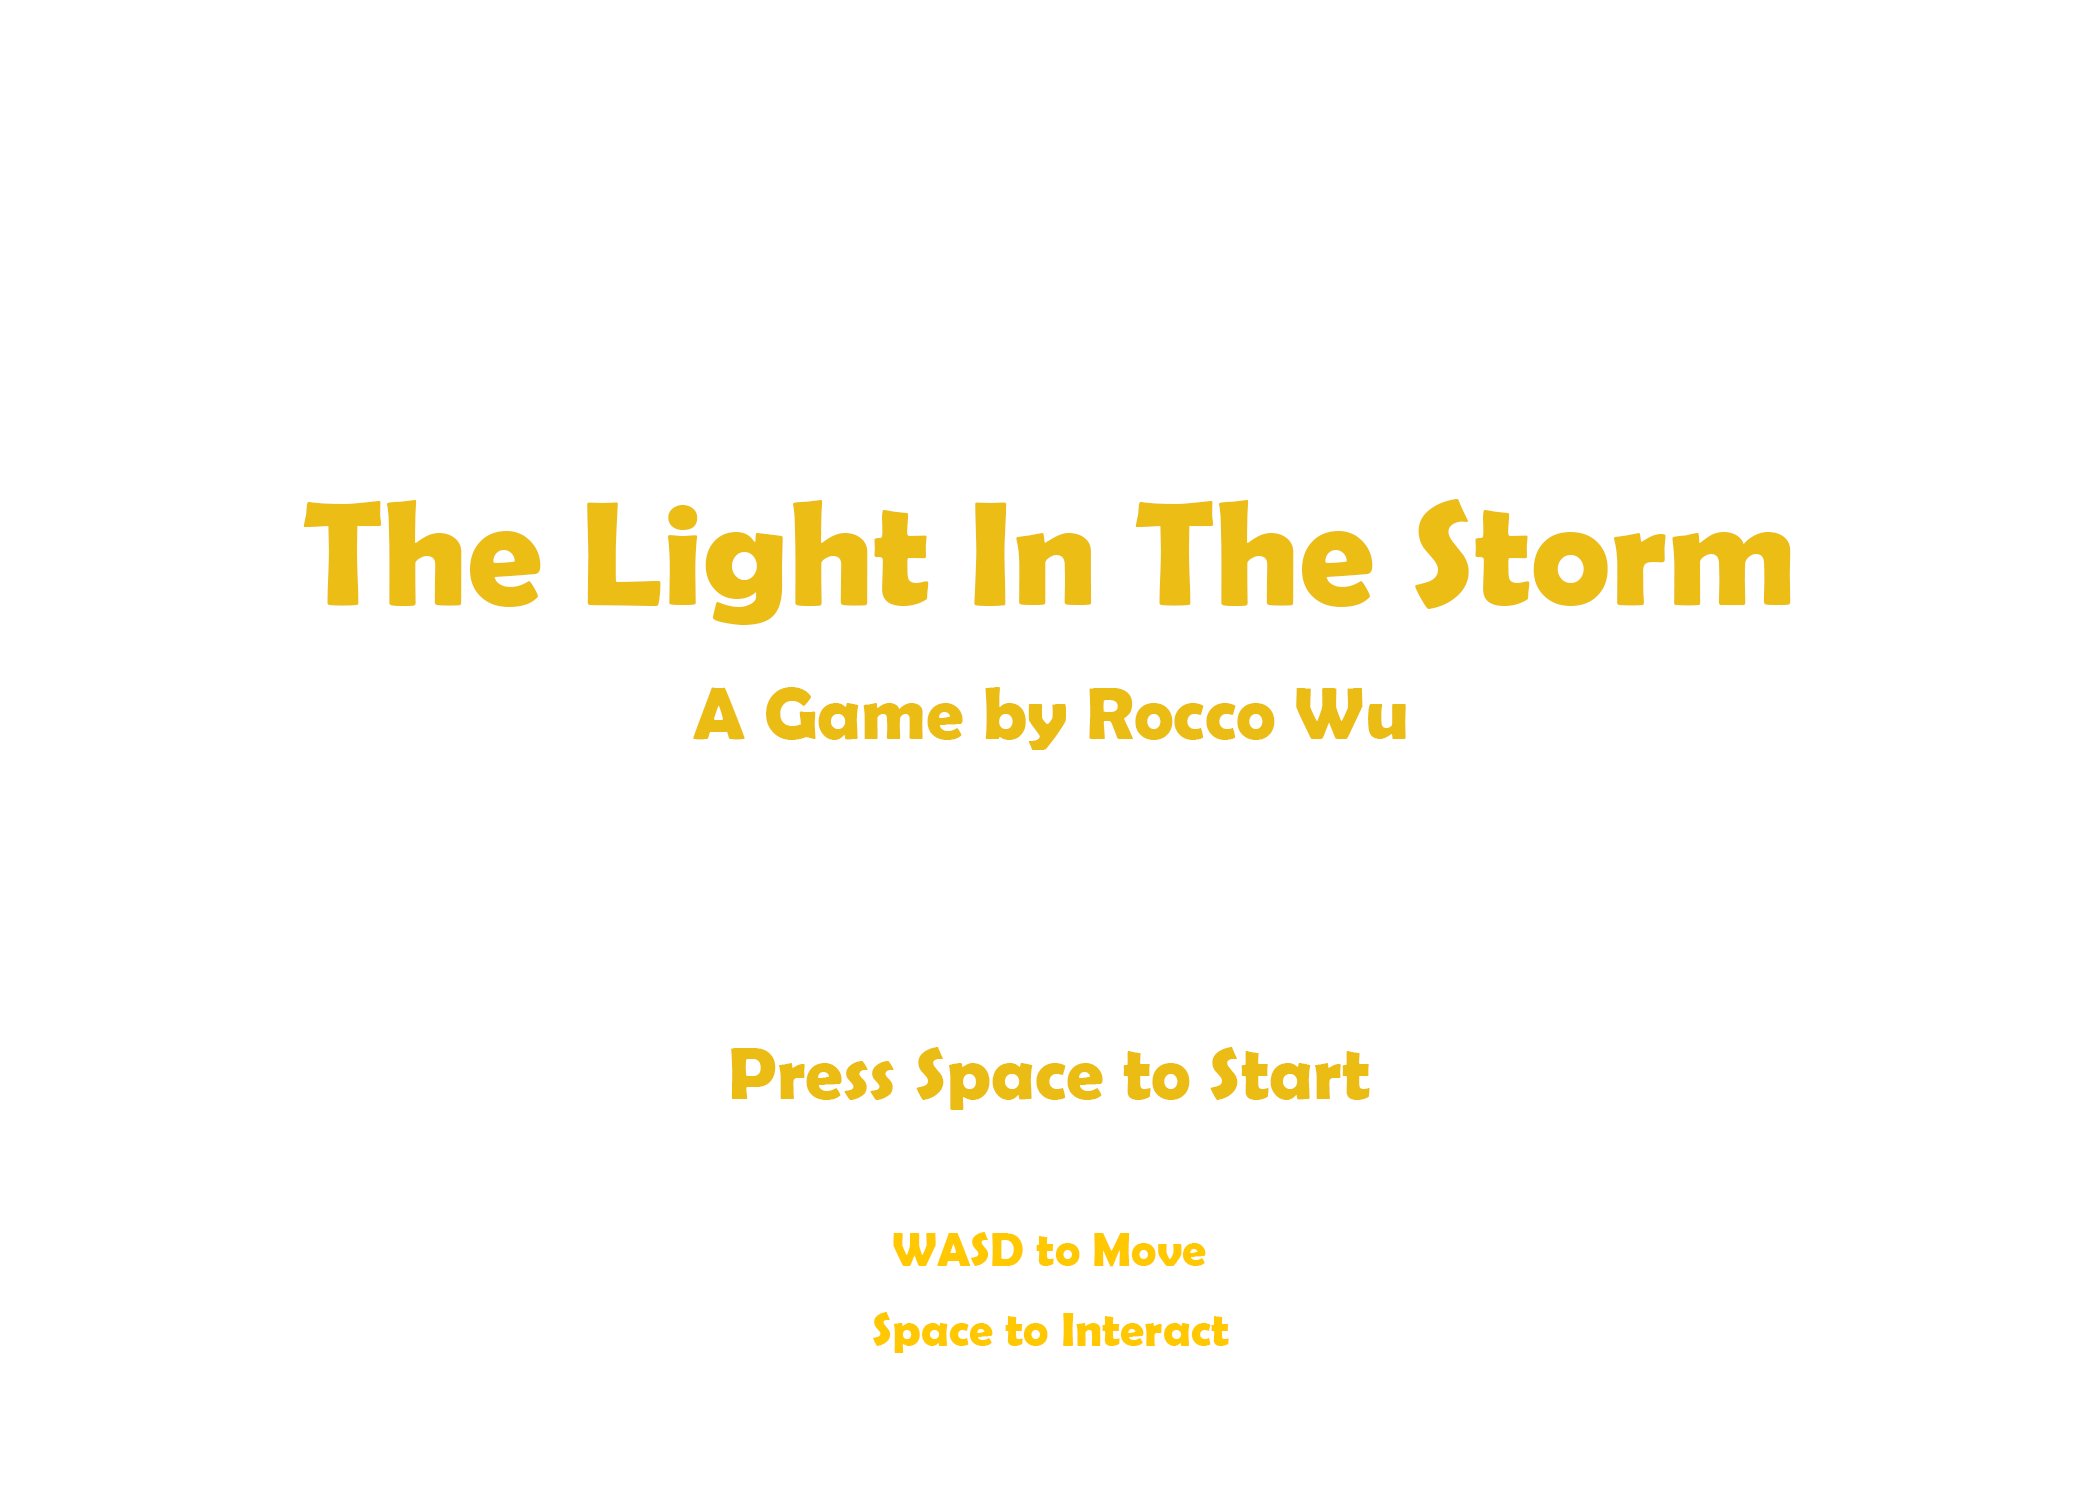 The Light In The Storm
A Game by Rocco Wu
Press Space to Start
WASD to Move
Space to Interact